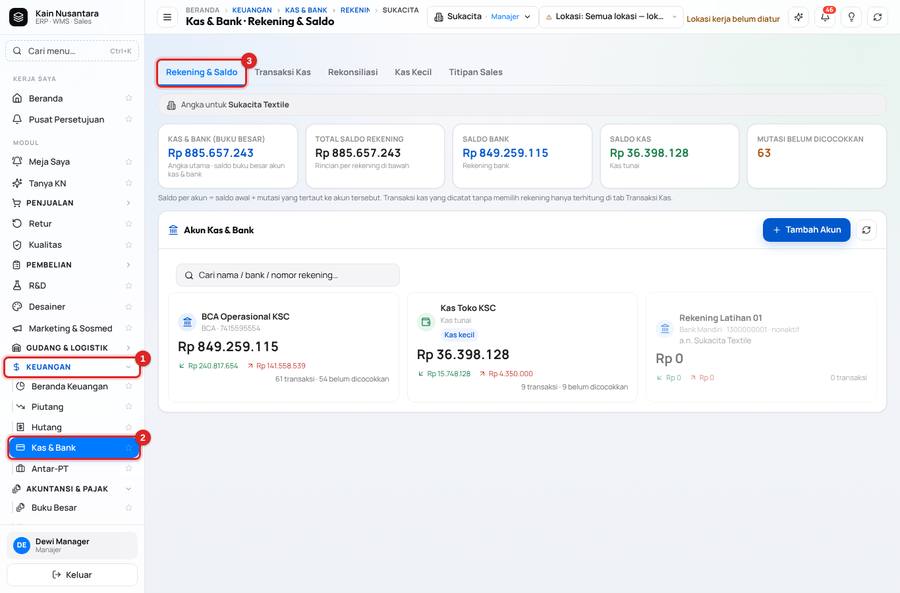 Kain Nusantara
ERP · WMS · Sales
Cari menu...
Ctrl+K
KERJA SAYA
Beranda
Pusat Persetujuan
MODUL
Meja Saya
Tanya KN
PENJUALAN
Retur
Kualitas
PEMBELIAN
R&D
Desainer
Marketing & Sosmed
GUDANG & LOGISTIK
KEUANGAN
1
Beranda Keuangan
Piutang
Hutang
Kas & Bank
2
Antar-PT
AKUNTANSI & PAJAK
Buku Besar
DE
Dewi Manager
Manajer
Keluar
BERANDA > KEUANGAN > KAS & BANK > REKENIN > SUKACITA
Kas & Bank · Rekening & Saldo
Sukacita · Manajer
Lokasi: Semua lokasi — lok...
Lokasi kerja belum diatur
46
Rekening & Saldo
3
Transaksi Kas
Rekonsiliasi
Kas Kecil
Titipan Sales
Angka untuk Sukacita Textile
KAS & BANK (BUKU BESAR)
Rp 885.657.243
Angka utama · saldo buku besar akun
kas & bank
TOTAL SALDO REKENING
Rp 885.657.243
Rincian per rekening di bawah
SALDO BANK
Rp 849.259.115
Rekening bank
SALDO KAS
Rp 36.398.128
Kas tunai
MUTASI BELUM DICOCOKKAN
63
Saldo per akun = saldo awal + mutasi yang tertaut ke akun tersebut. Transaksi kas yang dicatat tanpa memilih rekening hanya terhitung di tab Transaksi Kas.
Akun Kas & Bank
+ Tambah Akun
Cari nama / bank / nomor rekening...
BCA Operasional KSC
BCA · 7415595554
Rp 849.259.115
Rp 240.817.654
Rp 141.558.539
61 transaksi · 54 belum dicocokkan
Kas Toko KSC
Kas tunai
Kas kecil
Rp 36.398.128
Rp 15.748.128
Rp 4.350.000
9 transaksi · 9 belum dicocokkan
Rekening Latihan 01
Bank Mandiri · 1300000001 · nonaktif
a.n. Sukacita Textile
Rp 0
Rp 0
Rp 0
0 transaksi